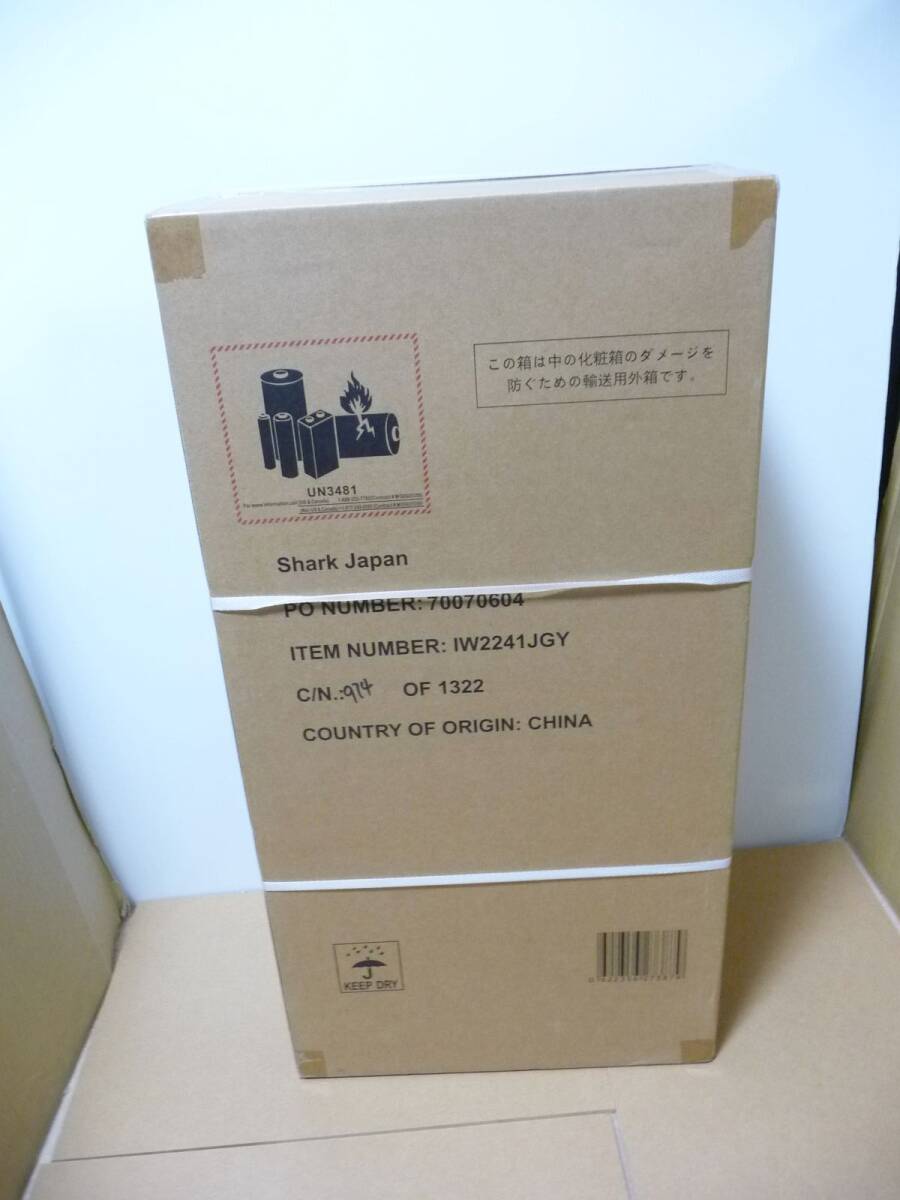 この箱は中の化粧箱のダメージを
防ぐための輸送用外箱です。
UN3481
Shark Japan
PO NUMBER: 70070604
ITEM NUMBER: IW2241JGY
C/N.: 974 OF 1322
COUNTRY OF ORIGIN: CHINA
KEEP DRY